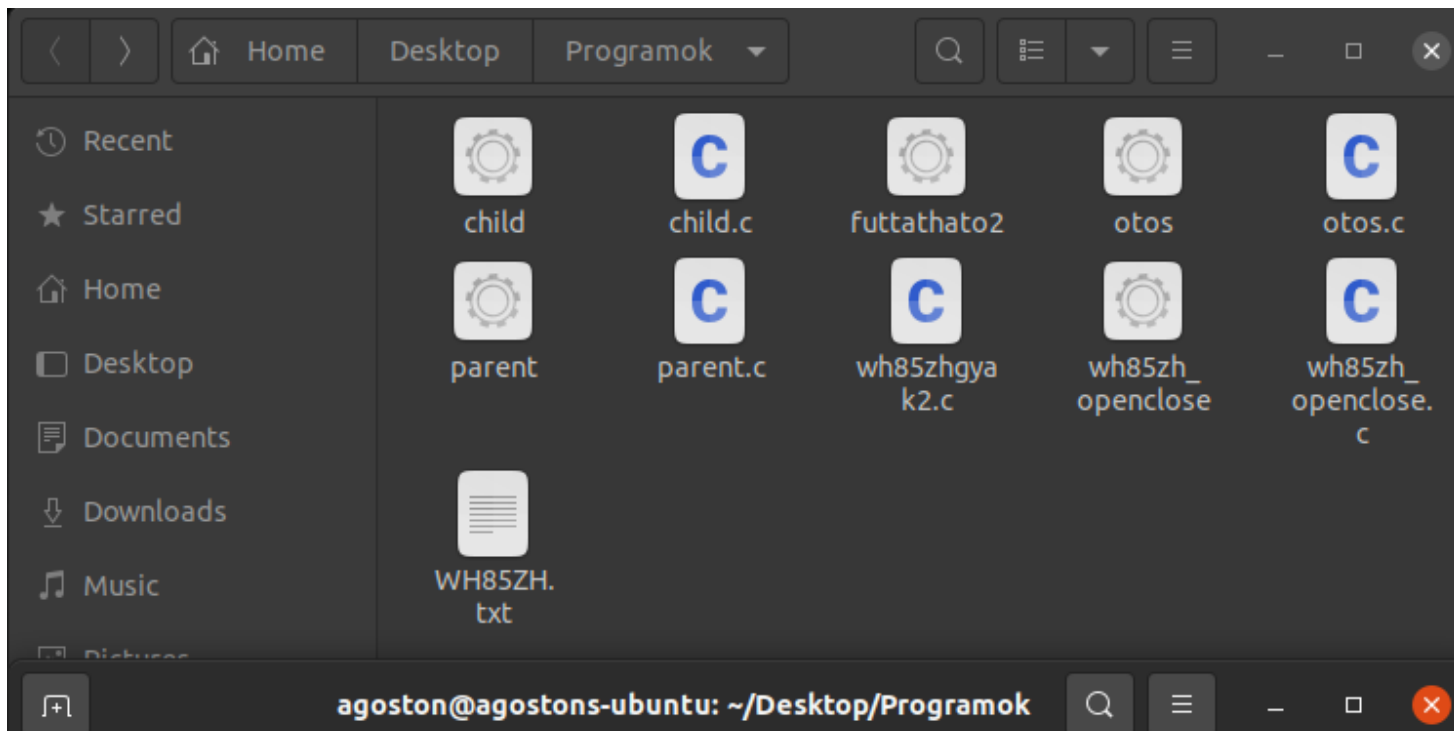 Home Desktop Programok
Recent
Starred
Home
Desktop
Documents
Downloads
Music
Pictures
child child.c futtathato2 otos otos.c
parent parent.c wh85zhgya wh85zh_ wh85zh_
k2.c openclose openclose.
c
WH85ZH.
txt
agoston@agostons-ubuntu: ~/Desktop/Programok